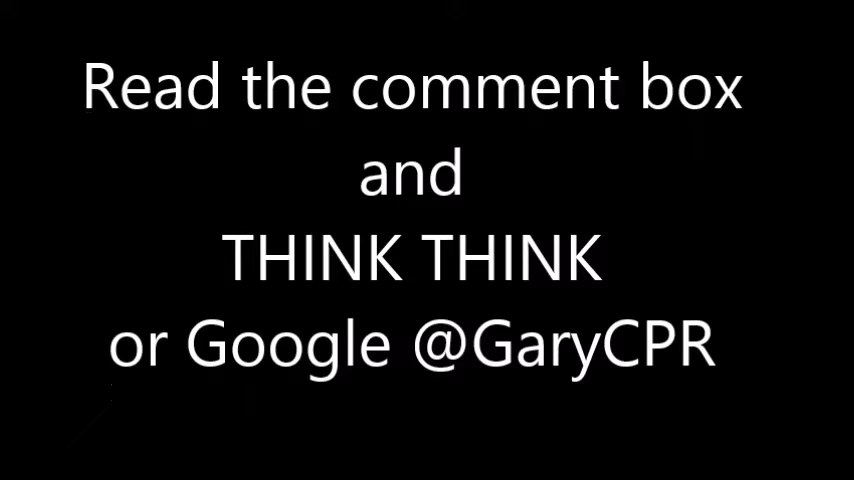 Read the comment box
and
THINK THINK
or Google @GaryCPR